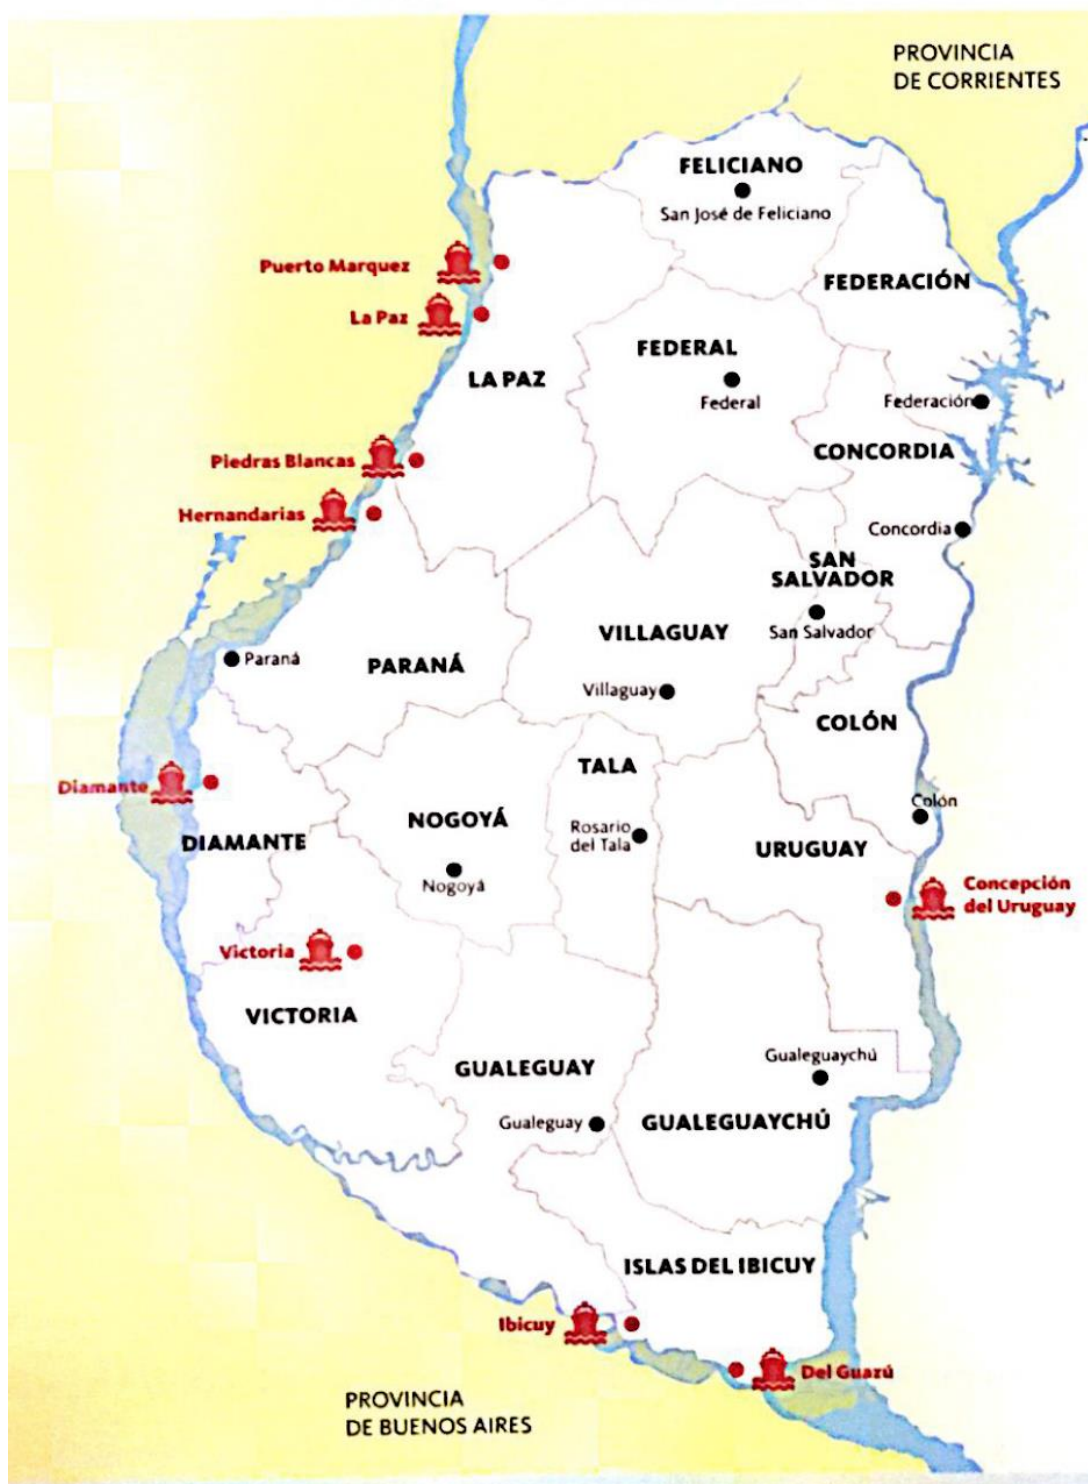 PROVINCIA
DE CORRIENTES
FELICIANO
San José de Feliciano
Puerto Marquez
FEDERACIÓN
La Paz
FEDERAL
LA PAZ
Federal
Federación
CONCORDIA
Piedras Blancas
Hernandarias
Concordia
SAN
SALVADOR
VILLAGUAY
San Salvador
Paraná
PARANÁ
Villaguay
COLÓN
TALA
Diamante
Colón
NOGOYÁ
Rosario
del Tala
DIAMANTE
URUGUAY
Nogoyá
Concepción
del Uruguay
Victoria
VICTORIA
Gualeguaychú
GUALEGUAY
Gualeguay
GUALEGUAYCHÚ
ISLAS DEL IBICUY
Ibicuy
Del Guazú
PROVINCIA
DE BUENOS AIRES